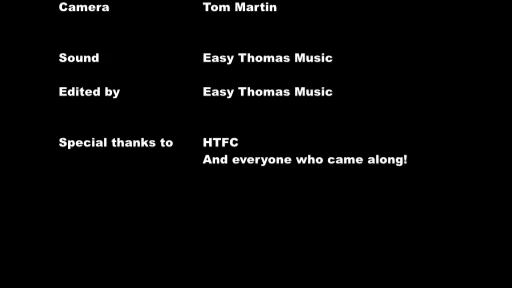 Camera Tom Martin
Sound Easy Thomas Music
Edited by Easy Thomas Music
Special thanks to HTFC
And everyone who came along!